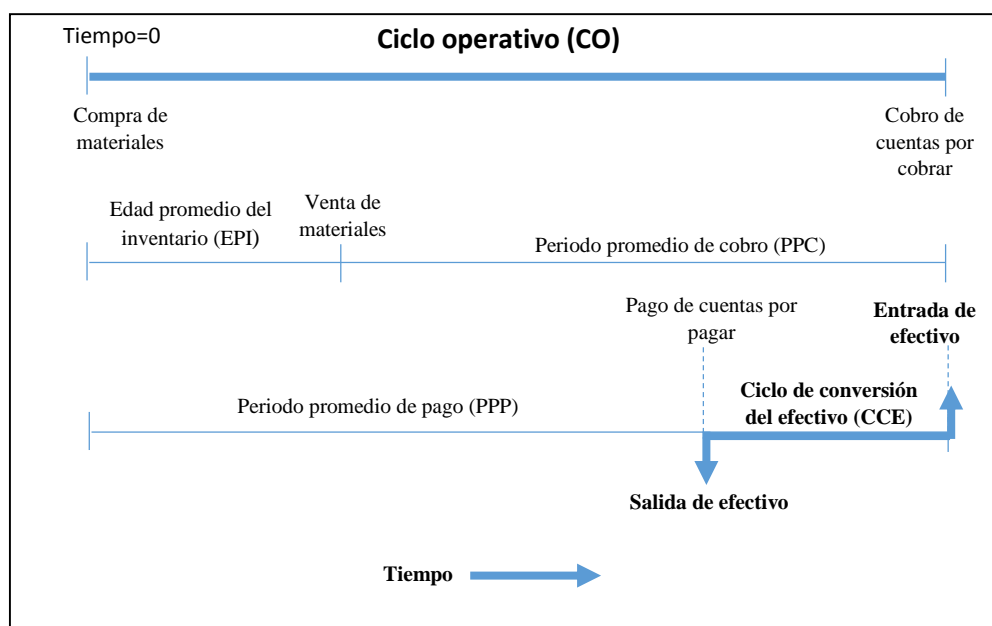 Tiempo=0
Ciclo operativo (CO)
Compra de
materiales
Cobro de
cuentas por
cobrar
Edad promedio del
inventario (EPI)
Venta de
materiales
Periodo promedio de cobro (PPC)
Pago de cuentas por
pagar
Entrada de
efectivo
Periodo promedio de pago (PPP)
Ciclo de conversión
del efectivo (CCE)
Salida de efectivo
Tiempo